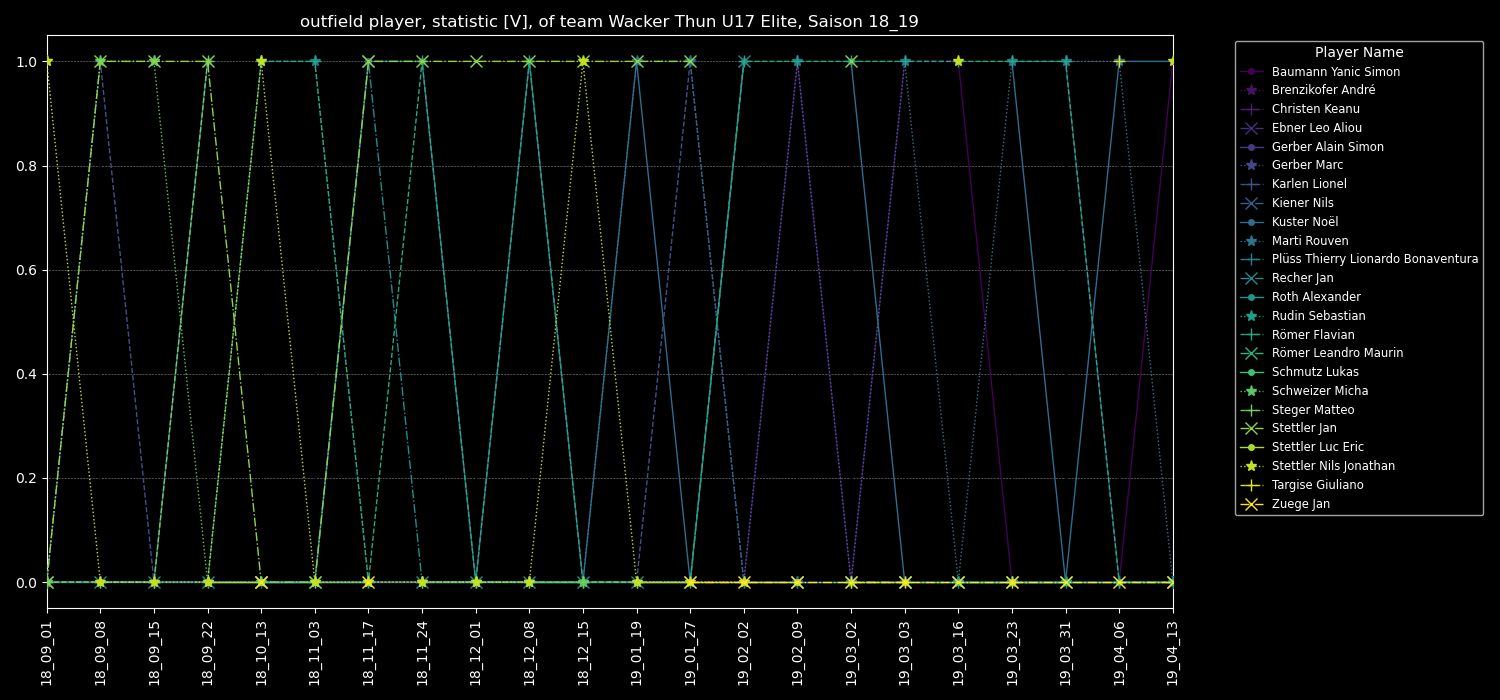 outfield player, statistic [V], of team Wacker Thun U17 Elite, Saison 18_19
1.0
0.8
0.6
0.4
0.2
0.0
18_09_01
18_09_08
18_09_15
18_09_22
18_10_13
18_11_03
18_11_17
18_11_24
18_12_01
18_12_08
18_12_15
19_01_19
19_01_27
19_02_02
19_02_09
19_03_02
19_03_03
19_03_16
19_03_23
19_03_31
19_04_06
19_04_13
Player Name
Baumann Yanic Simon
Brenzikofer André
Christen Keanu
Ebner Leo Aliou
Gerber Alain Simon
Gerber Marc
Karlen Lionel
Kiener Nils
Kuster Noël
Marti Rouven
Plüss Thierry Lionardo Bonaventura
Recher Jan
Roth Alexander
Rudin Sebastian
Römer Flavian
Römer Leandro Maurin
Schmutz Lukas
Schweizer Micha
Steger Matteo
Stettler Jan
Stettler Luc Eric
Stettler Nils Jonathan
Targise Giuliano
Zuege Jan